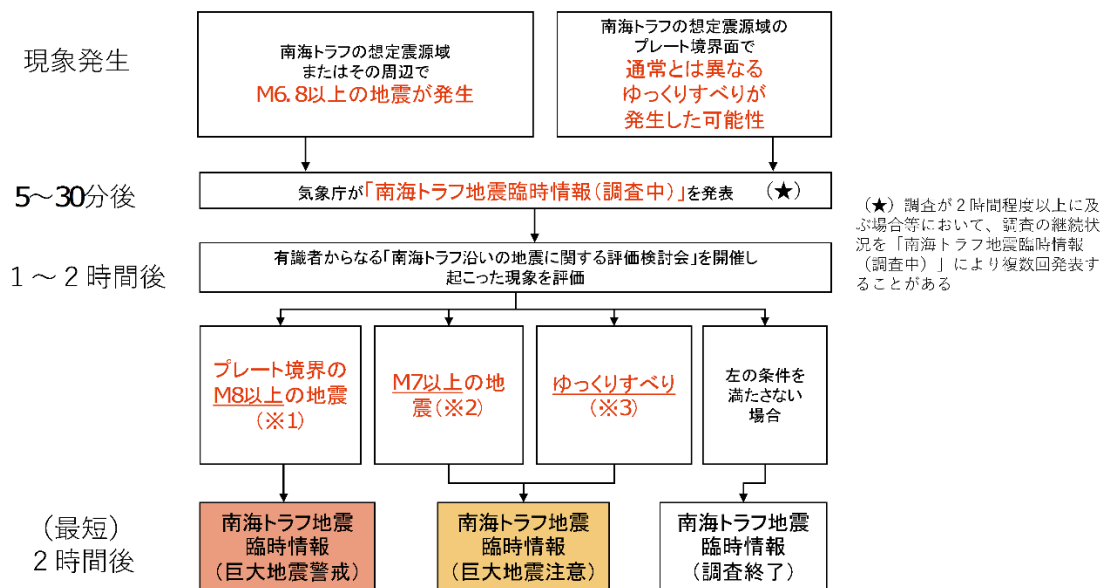 現象発生
南海トラフの想定震源域
またはその周辺で
M6.8以上の地震が発生
南海トラフの想定震源域の
プレート境界面で
通常とは異なる
ゆっくりすべりが
発生した可能性
5～30分後
気象庁が「南海トラフ地震臨時情報(調査中)」を発表 (★)
(★)調査が2時間程度以上に及
ぶ場合等において、調査の継続状
況を「南海トラフ地震臨時情報
(調査中)」により複数回発表す
ることがある
1～2時間後
有識者からなる「南海トラフ沿いの地震に関する評価検討会」を開催し
起こった現象を評価
プレート境界の
M8以上の地震
(※1)
M7以上の地
震(※2)
ゆっくりすべり
(※3)
左の条件を
満たさない
場合
(最短)
2時間後
南海トラフ地震
臨時情報
(巨大地震警戒)
南海トラフ地震
臨時情報
(巨大地震注意)
南海トラフ地震
臨時情報
(調査終了)